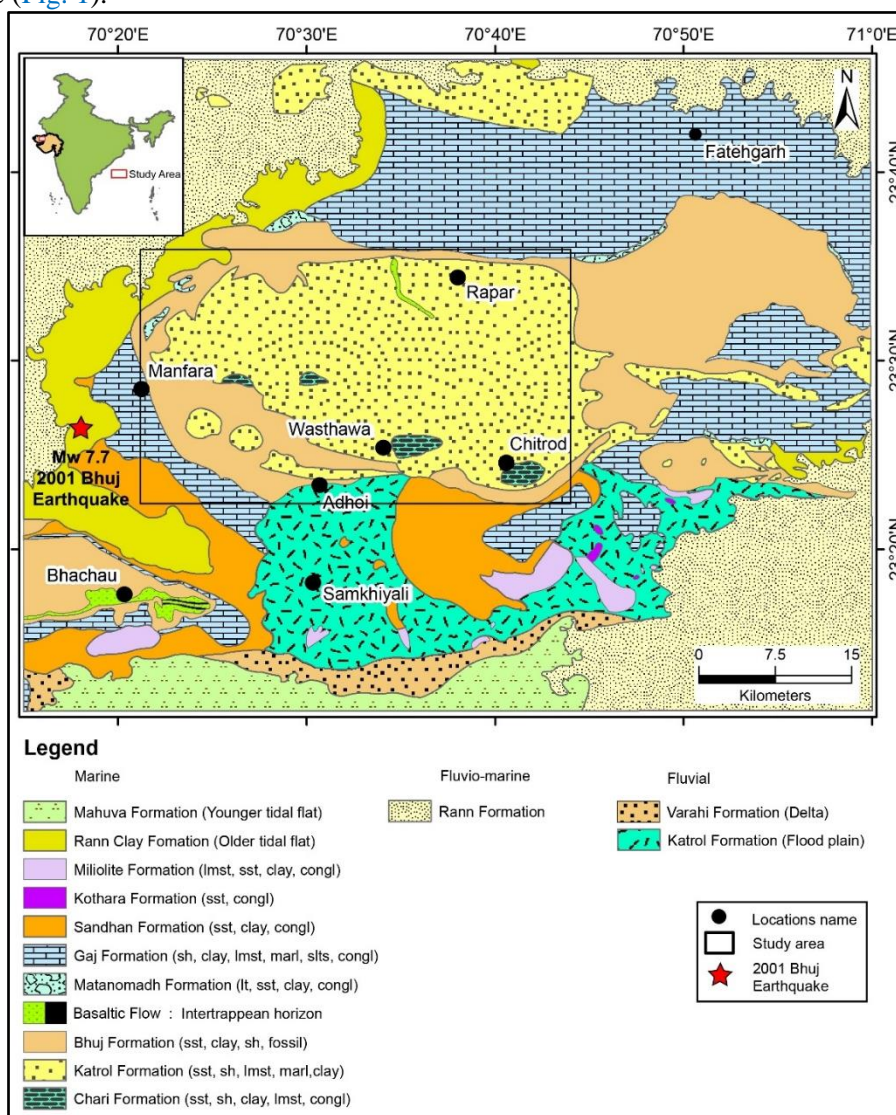 (Fig. 1).
70°20'E 70°30'E 70°40'E 70°50'E 71°0'E
N
Study Area
Fatehgarh
23°40'N
Rapar
23°30'N
Manfara
Wasthawa
Chitrod
Mw 7.7
2001 Bhuj
Earthquake
Adhoi
23°20'N
Bhachau
Samkhiyali
0 7.5 15
Kilometers
Legend
Marine
Mahuva Formation (Younger tidal flat)
Rann Clay Fomation (Older tidal flat)
Miliolite Formation (lmst, sst, clay, congl)
Kothara Formation (sst, congl)
Sandhan Formation (sst, clay, congl)
Gaj Formation (sh, clay, lmst, marl, slts, congl)
Matanomadh Formation (lt, sst, clay, congl)
Basaltic Flow : Intertrappean horizon
Bhuj Formation (sst, clay, sh, fossil)
Katrol Formation (sst, sh, lmst, marl,clay)
Chari Formation (sst, sh, clay, lmst, congl)
Fluvio-marine
Rann Formation
Fluvial
Varahi Formation (Delta)
Katrol Formation (Flood plain)
Locations name
Study area
2001 Bhuj
Earthquake